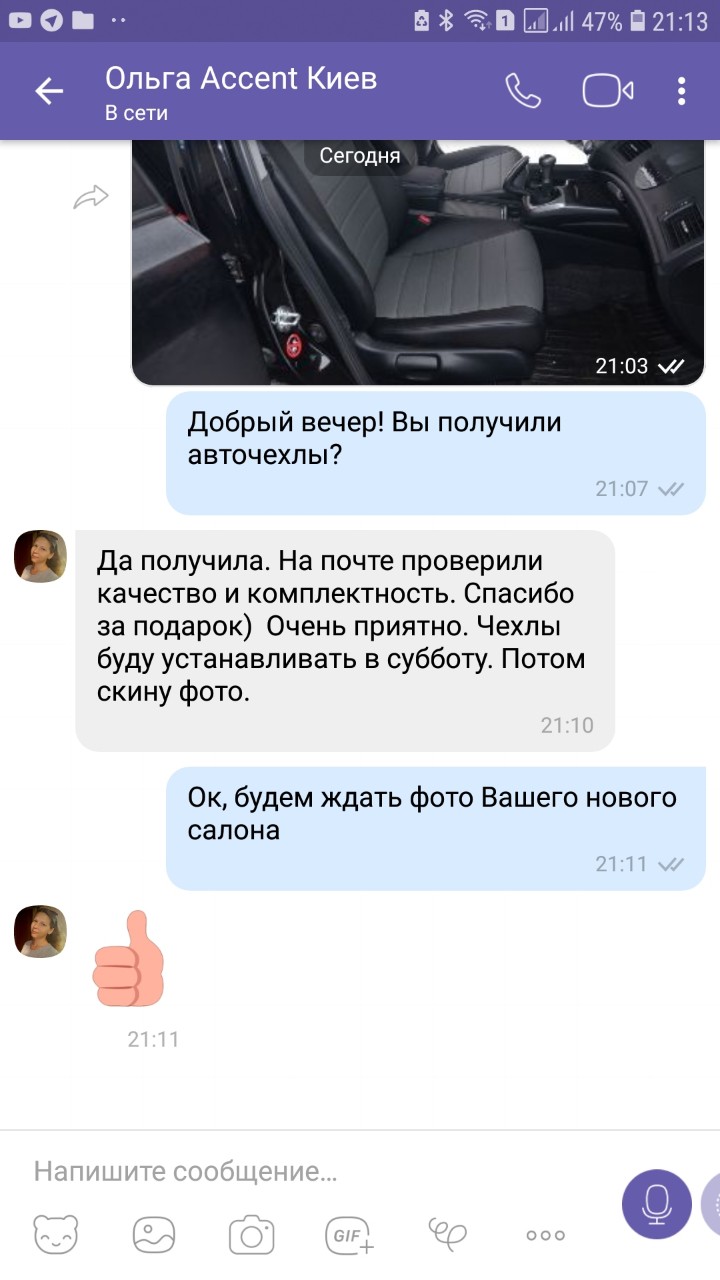 47% 21:13
Ольга Accent Киев
В сети
Сегодня
21:03
Добрый вечер! Вы получили
авточехлы?
21:07
Да получила. На почте проверили
качество и комплектность. Спасибо
за подарок) Очень приятно. Чехлы
буду устанавливать в субботу. Потом
скину фото.
21:10
Ок, будем ждать фото Вашего нового
салона
21:11
21:11
Напишите сообщение...
GIF